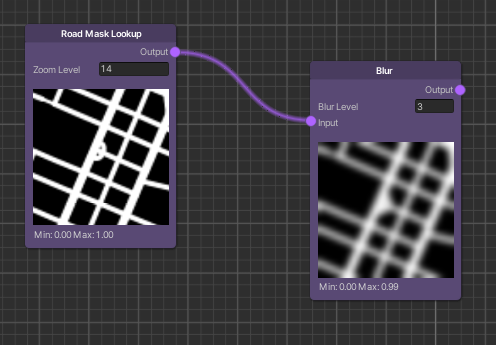 Road Mask Lookup
Output
Zoom Level 14
Min: 0.00 Max: 1.00
Blur
Output
Blur Level 3
Input
Min: 0.00 Max: 0.99